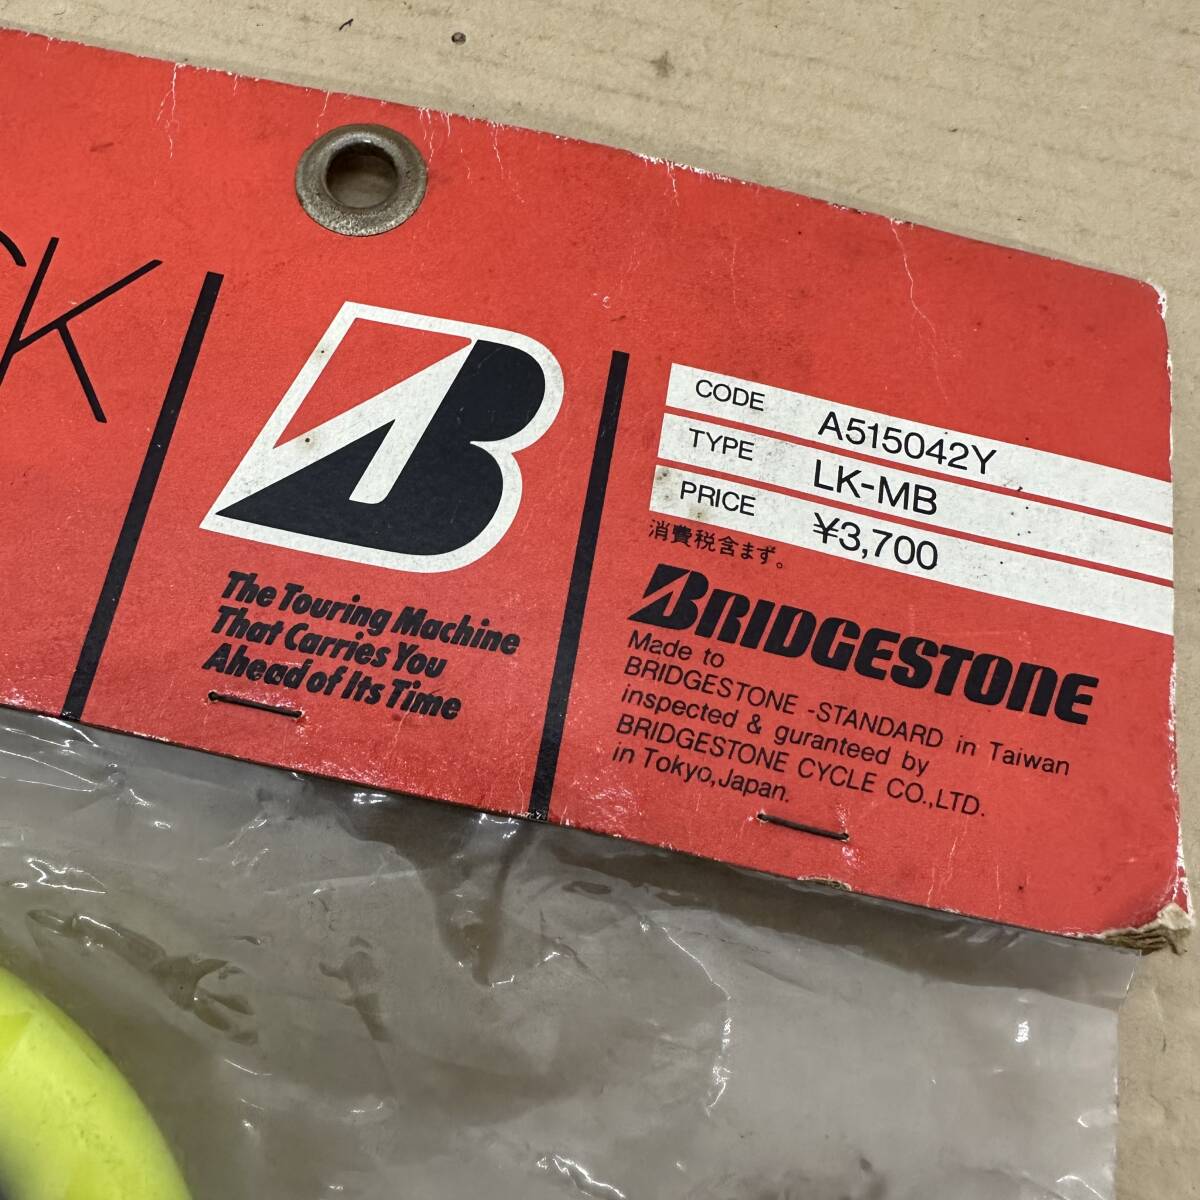 CK
The Touring Machine
That Carries You
Ahead of Its Time
CODE A515042Y
TYPE LK-MB
PRICE ¥3,700
消費税含まず。
BRIDGESTONE
Made to
BRIDGESTONE -STANDARD in Taiwan
inspected & guranteed by
BRIDGESTONE CYCLE CO.,LTD.
in Tokyo,Japan.